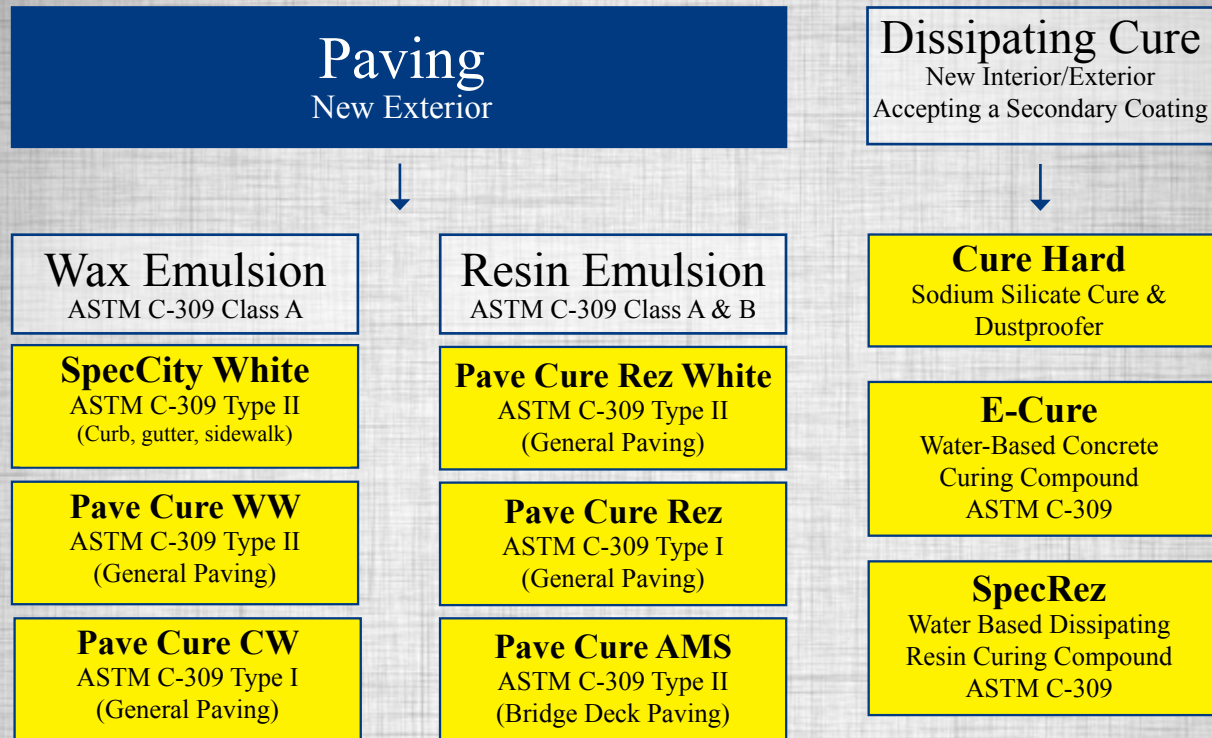 Paving
New Exterior
Wax Emulsion
ASTM C-309 Class A
SpecCity White
ASTM C-309 Type II
(Curb, gutter, sidewalk)
Pave Cure WW
ASTM C-309 Type II
(General Paving)
Pave Cure CW
ASTM C-309 Type I
(General Paving)
Resin Emulsion
ASTM C-309 Class A & B
Pave Cure Rez White
ASTM C-309 Type II
(General Paving)
Pave Cure Rez
ASTM C-309 Type I
(General Paving)
Pave Cure AMS
ASTM C-309 Type II
(Bridge Deck Paving)
Dissipating Cure
New Interior/Exterior
Accepting a Secondary Coating
Cure Hard
Sodium Silicate Cure &
Dustproofer
E-Cure
Water-Based Concrete
Curing Compound
ASTM C-309
SpecRez
Water Based Dissipating
Resin Curing Compound
ASTM C-309